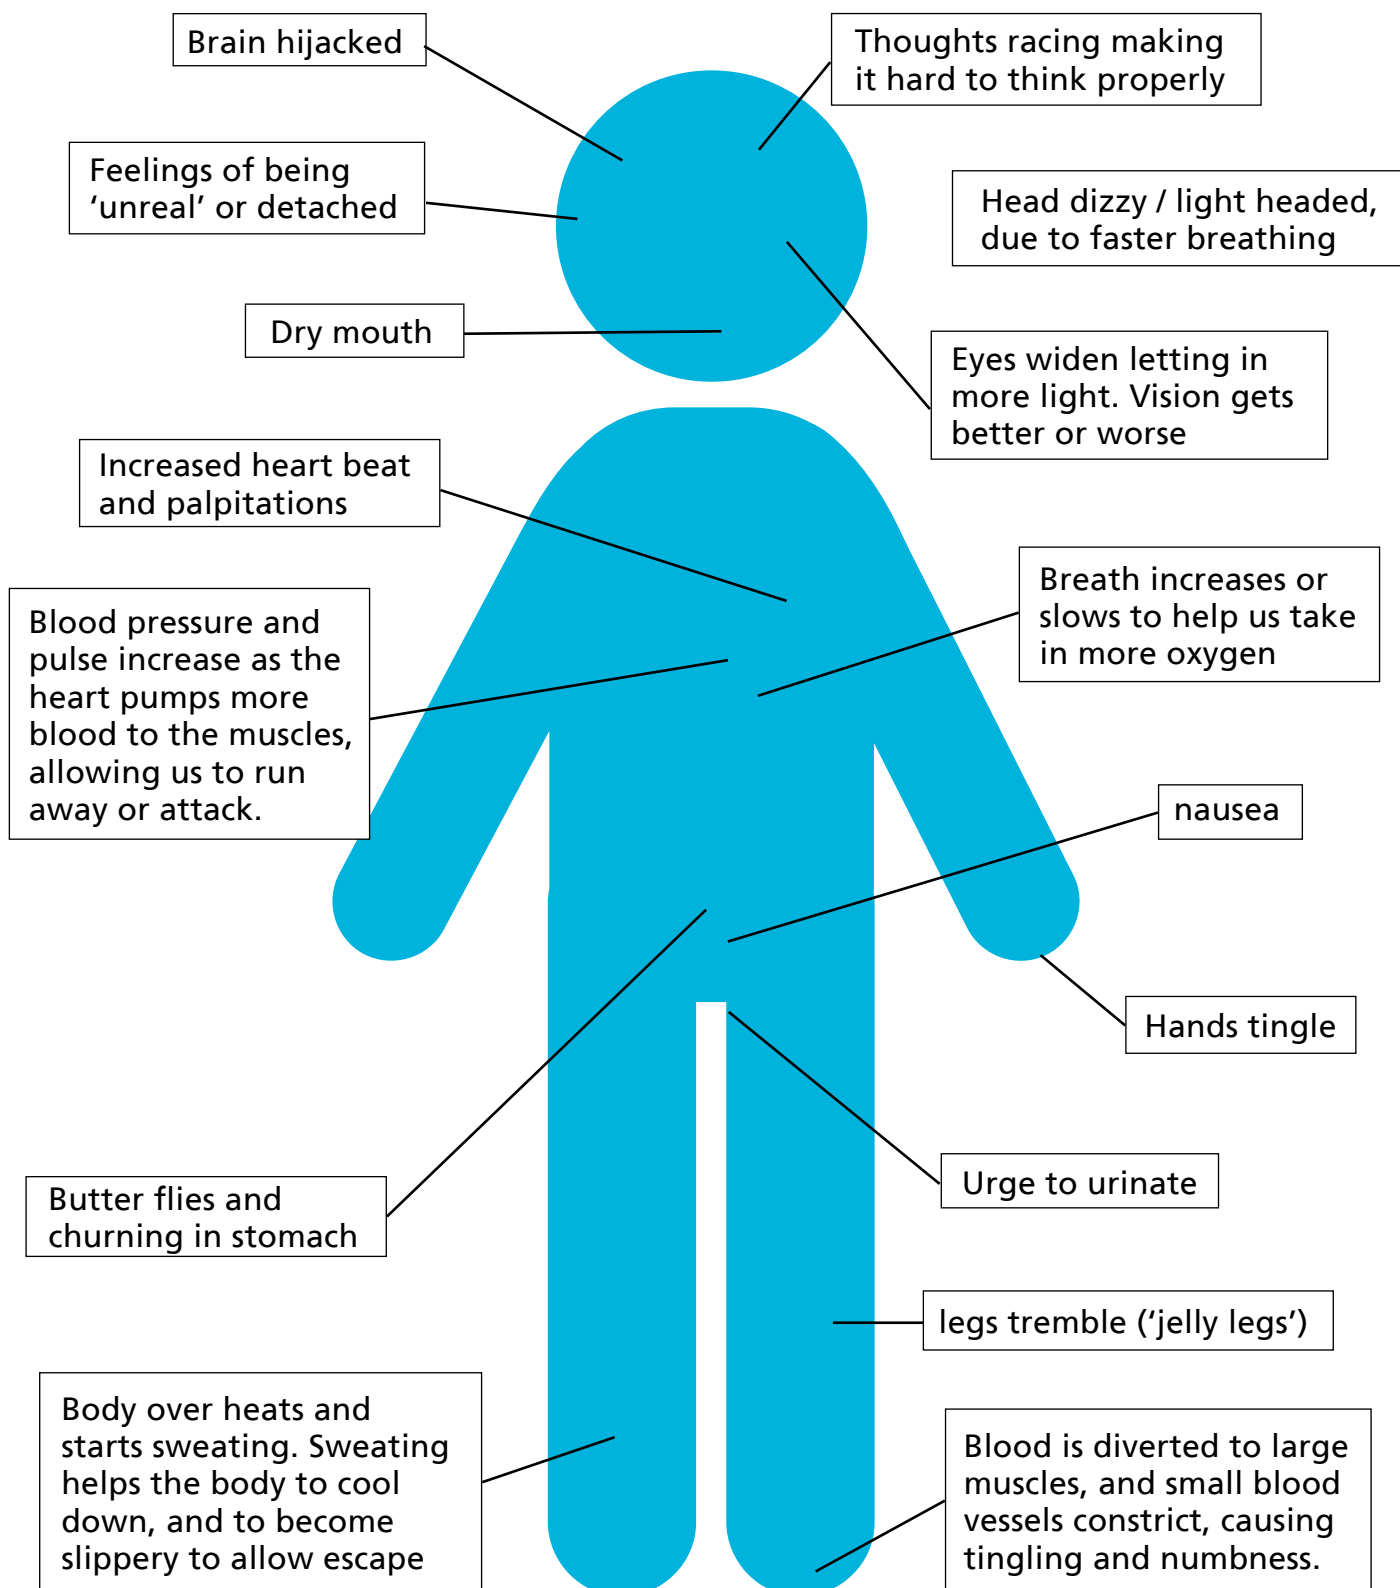 Brain hijacked
Thoughts racing making
it hard to think properly
Feelings of being
‘unreal’ or detached
Head dizzy / light headed,
due to faster breathing
Dry mouth
Eyes widen letting in
more light. Vision gets
better or worse
Increased heart beat
and palpitations
Breath increases or
slows to help us take
in more oxygen
Blood pressure and
pulse increase as the
heart pumps more
blood to the muscles,
allowing us to run
away or attack.
nausea
Hands tingle
Urge to urinate
Butter flies and
churning in stomach
legs tremble (‘jelly legs’)
Body over heats and
starts sweating. Sweating
helps the body to cool
down, and to become
slippery to allow escape
Blood is diverted to large
muscles, and small blood
vessels constrict, causing
tingling and numbness.